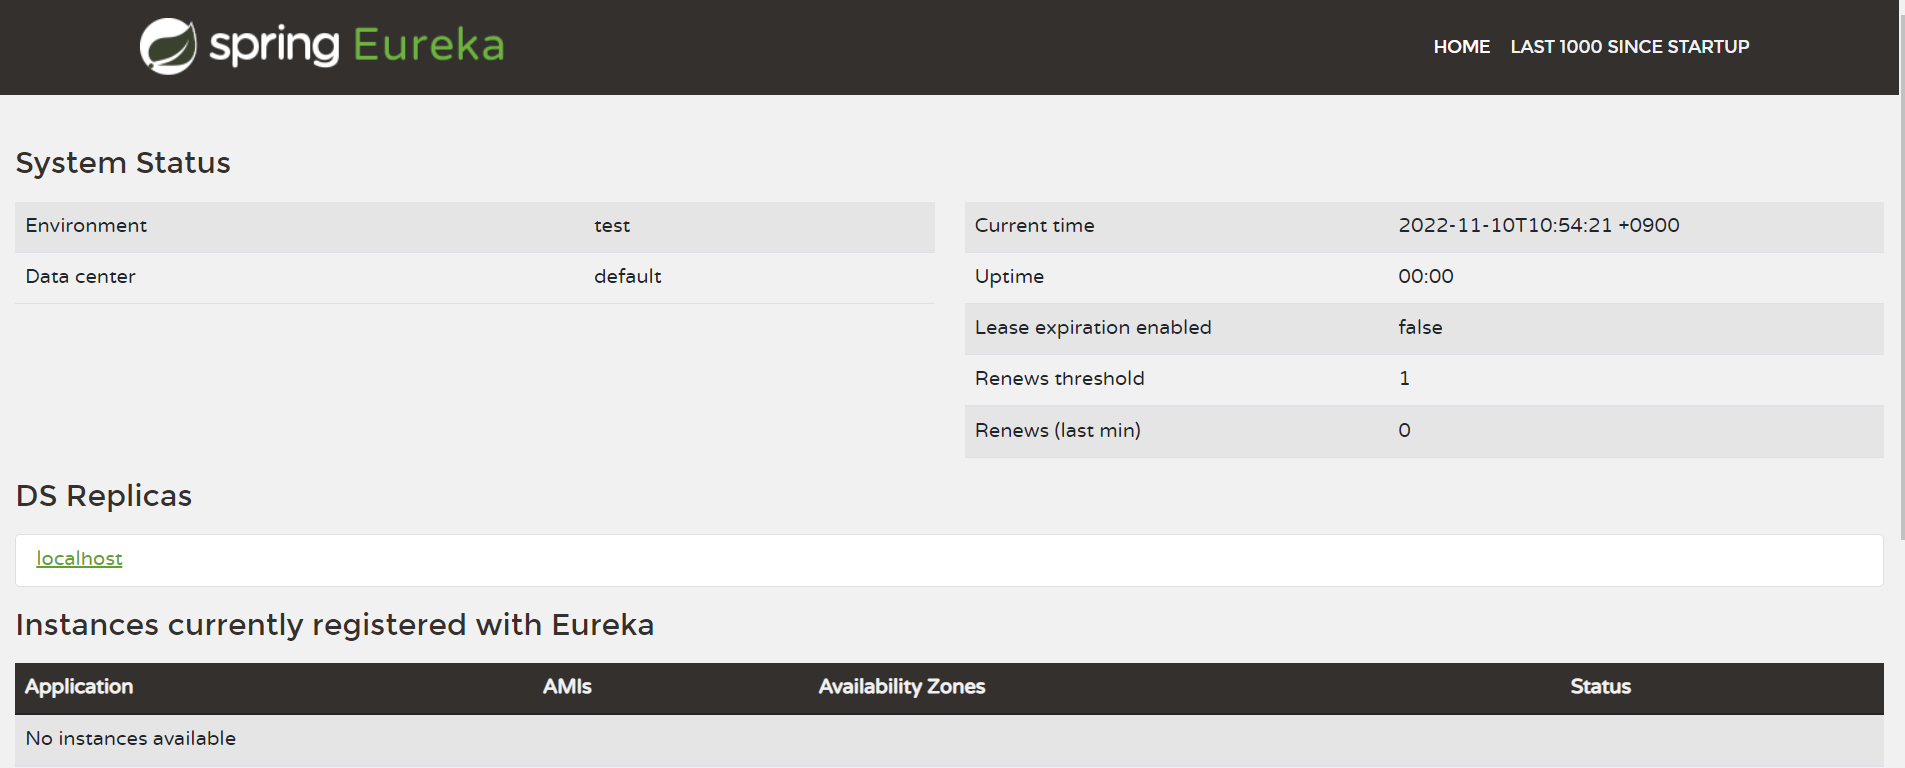 spring Eureka
HOME LAST 1000 SINCE STARTUP
System Status
Environment test
Data center default
Current time 2022-11-10T10:54:21 +0900
Uptime 00:00
Lease expiration enabled false
Renews threshold 1
Renews (last min) 0
DS Replicas
localhost
Instances currently registered with Eureka
Application AMIs Availability Zones Status
No instances available